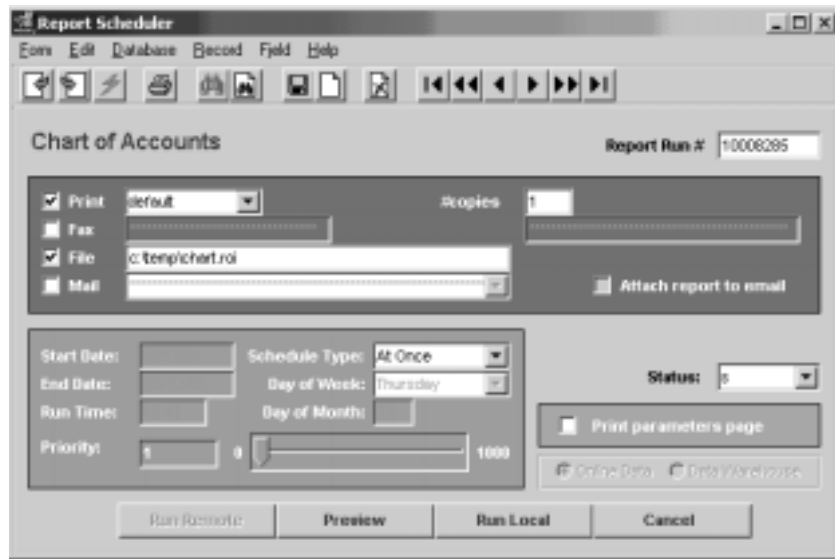 Report Scheduler
Form Edit Database Record Field Help
Chart of Accounts
Report Run # 10008285
Print default #copies 1
Fax
File c:\temp\chart.roi
Mail
Attach report to email
Start Date: Schedule Type: At Once
End Date: Day of Week: Thursday
Status: s
Run Time: Day of Month:
Print parameters page
Priority: 1 0 1000
Online Data Data Warehouse
Run Remote Preview Run Local Cancel